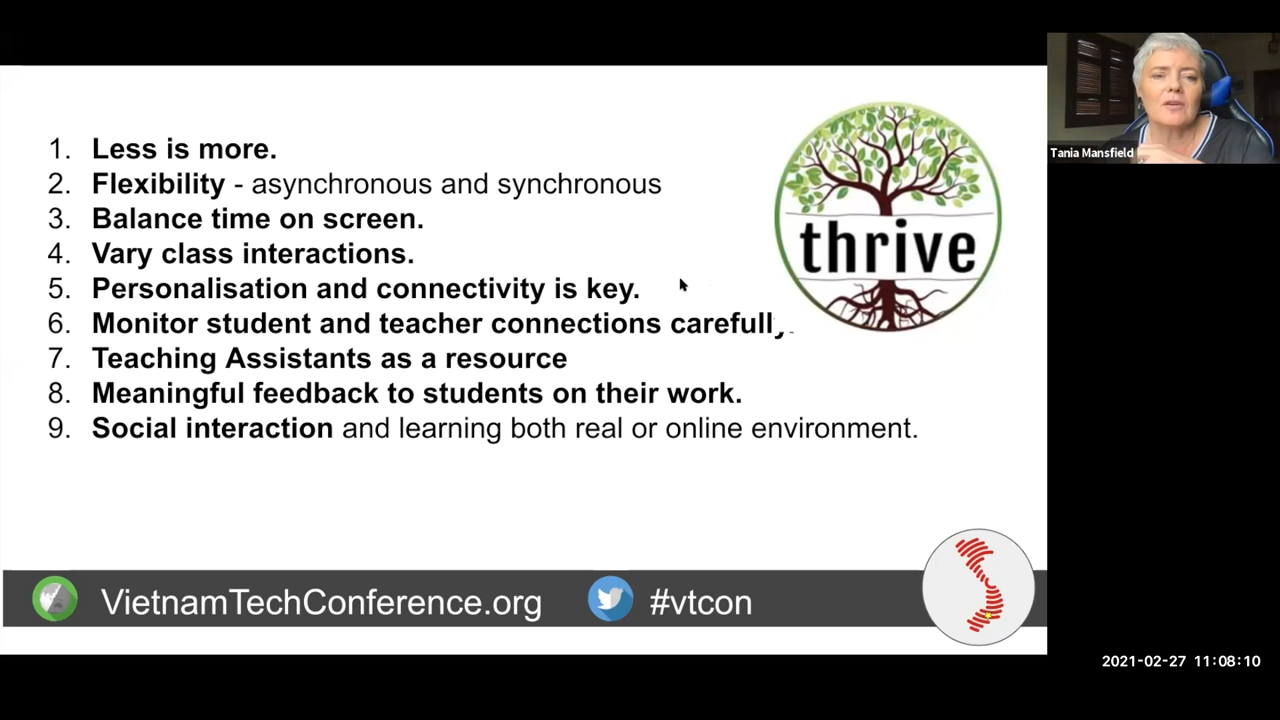 1. Less is more.
2. Flexibility - asynchronous and synchronous
3. Balance time on screen.
4. Vary class interactions.
5. Personalisation and connectivity is key.
6. Monitor student and teacher connections carefully.
7. Teaching Assistants as a resource
8. Meaningful feedback to students on their work.
9. Social interaction and learning both real or online environment.
thrive
Tania Mansfield
VietnamTechConference.org
#vtcon
2021-02-27 11:08:10